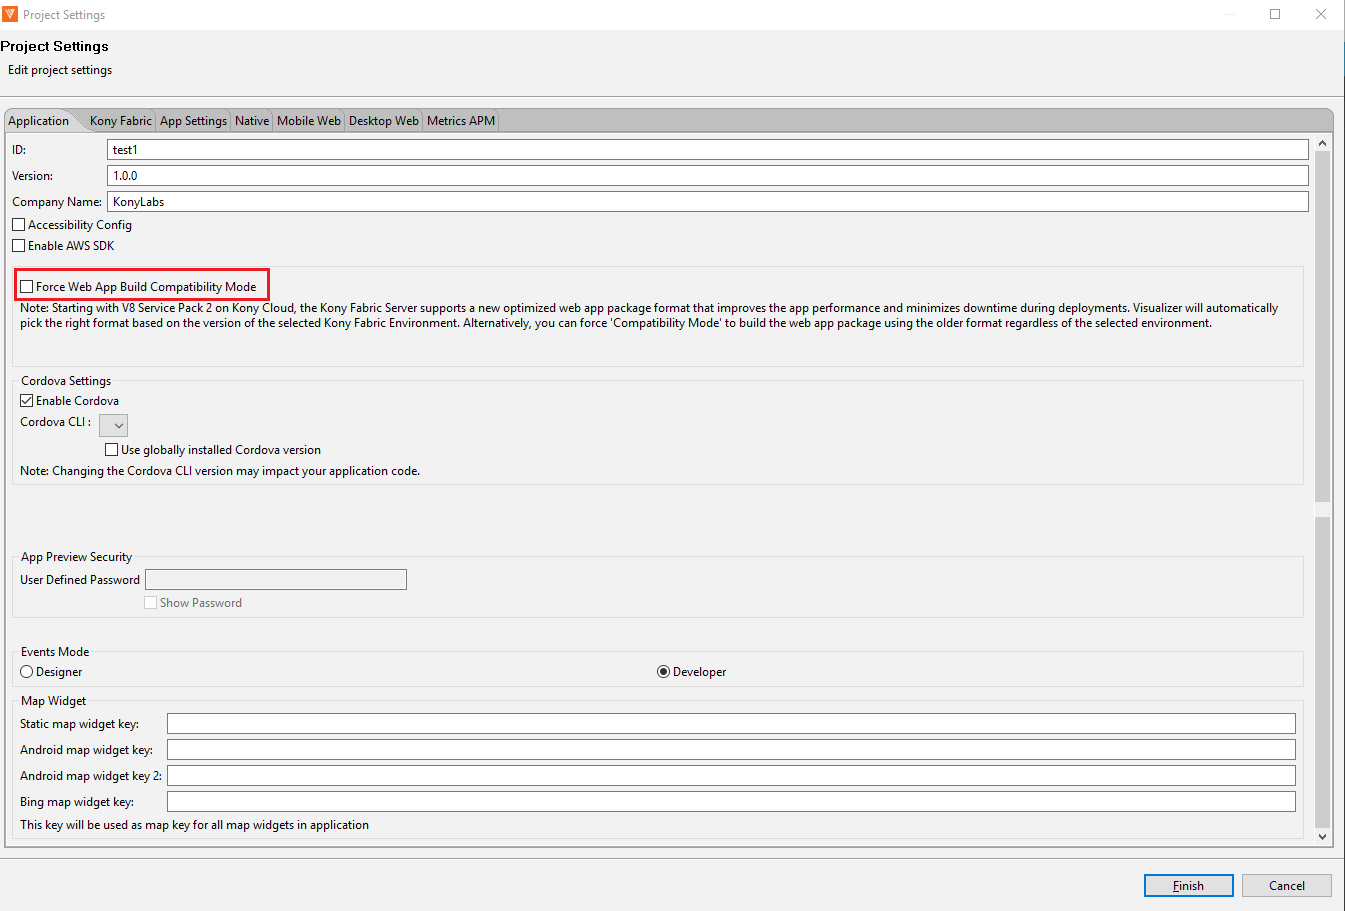 Project Settings
Project Settings
Edit project settings
Application Kony Fabric App Settings Native Mobile Web Desktop Web Metrics APM
ID: test1
Version: 1.0.0
Company Name: KonyLabs
Accessibility Config
Enable AWS SDK
Force Web App Build Compatibility Mode
Note: Starting with V8 Service Pack 2 on Kony Cloud, the Kony Fabric Server supports a new optimized web app package format that improves the app performance and minimizes downtime during deployments. Visualizer will automatically
pick the right format based on the version of the selected Kony Fabric Environment. Alternatively, you can force 'Compatibility Mode' to build the web app package using the older format regardless of the selected environment.
Cordova Settings
Enable Cordova
Cordova CLI :
Use globally installed Cordova version
Note: Changing the Cordova CLI version may impact your application code.
App Preview Security
User Defined Password
Show Password
Events Mode
Designer Developer
Map Widget
Static map widget key:
Android map widget key:
Android map widget key 2:
Bing map widget key:
This key will be used as map key for all map widgets in application
Finish Cancel